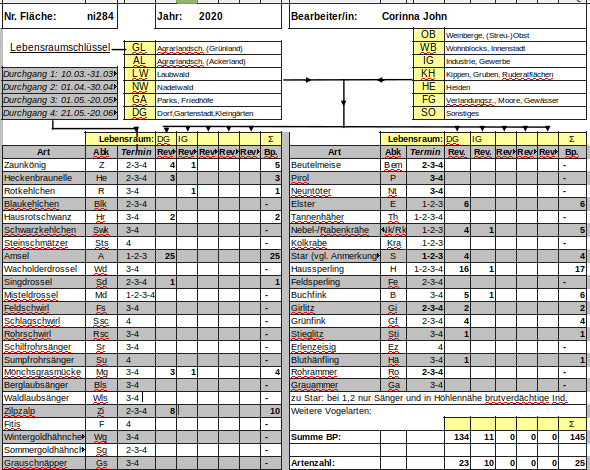 Nr. Fläche: ni284 Jahr: 2020 Bearbeiter/in: Corinna John
Lebensraumschlüssel
GL Agrarlandsch. (Grünland)
AL Agrarlandsch. (Ackerland)
LW Laubwald
NW Nadelwald
GA Parks, Friedhöfe
DG Dorf,Gartenstadt,Kleingärten
Durchgang 1: 10.03.-31.03
Durchgang 2: 01.04.-30.04
Durchgang 3: 01.05.-20.05
Durchgang 4: 21.05.-20.06
OB Weinberge, (Streu-)Obst
WB Wohnblocks, Innenstadt
IG Industrie, Gewerbe
KH Kippen, Gruben, Ruderalflächen
HE Heiden
FG Verlandungsz., Moore, Gewässer
SO Sonstiges
Lebensraum: DG IG Σ
Art Abk Termin Rev Rev Rev Rev Rev Bp.
Zaunkönig Z 2-3-4 4 1 5
Heckenbraunelle He 2-3-4 3 3
Rotkehlchen R 3-4 1 1
Blaukehlchen Blk 2-3-4 -
Hausrotschwanz Hr 3-4 2 2
Schwarzkehlchen Swk 3-4 -
Steinschmätzer Sts 4 -
Amsel A 1-2-3 25 25
Wacholderdrossel Wd 3-4 -
Singdrossel Sd 2-3-4 1 1
Misteldrossel Md 1-2-3-4 -
Feldschwirl Fs 3-4 -
Schlagschwirl Ssc 4 -
Rohrschwirl Rsc 3-4 -
Schilfrohrsänger Sr 3-4 -
Sumpfrohrsänger Su 4 -
Mönchsgrasmücke Mg 3-4 3 1 4
Berglaubsänger Bls 3-4 -
Waldlaubsänger Wls 3-4 -
Zilpzalp Zi 2-3-4 8 10
Fitis F 4 -
Wintergoldhähnche Wg 3-4 -
Sommergoldhähncl Sg 2-3-4 -
Grauschnäpper Gs 3-4 -
Lebensraum: DG IG Σ
Art Abk Termin Rev. Rev. Rev. Rev. Rev. Bp.
Beutelmeise Bem 2-3-4 -
Pirol P 3-4 -
Neuntöter Nt 3-4 -
Elster E 1-2-3 6 6
Tannenhäher Th 1-2-3-4 -
Nebel-/Rabenkrähe Nk/Rk 1-2-3 4 1 5
Kolkrabe Kra 1-2-3 -
Star (vgl. Anmerkung S 1-2-3 4 4
Haussperling H 1-2-3-4 16 1 17
Feldsperling Fe 2-3-4 -
Buchfink B 3-4 5 1 6
Girlitz Gi 2-3-4 2 2
Grünfink Gf 2-3-4 4 4
Stieglitz Sti 3-4 1 1
Erlenzeisig Ez 4 -
Bluthänfling Hä 3-4 1 1
Rohrammer Ro 2-3-4 -
Grauammer Ga 3-4 -
zu Star: bei 1,2 nur Sänger und in Höhlennähe brutverdächtige Ind.
Weitere Vogelarten:
Σ
Summe BP: 134 11 0 0 0 145
Artenzahl: 23 10 0 0 0 25